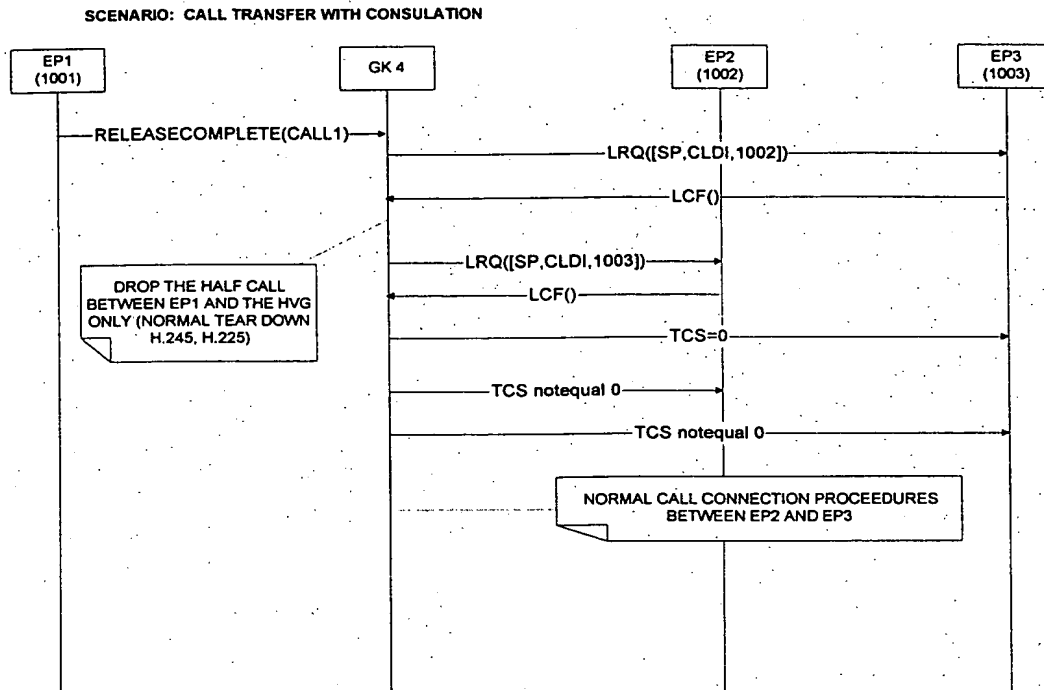 SCENARIO: CALL TRANSFER WITH CONSULATION
EP1
(1001)
GK 4
EP2
(1002)
EP3
(1003)
RELEASECOMPLETE(CALL1)
LRQ([SP,CLDI,1002])
LCF()
LRQ([SP,CLDI,1003])
LCF()
DROP THE HALF CALL
BETWEEN EP1 AND THE HVG
ONLY (NORMAL TEAR DOWN
H.245, H.225)
TCS=0
TCS notequal 0
TCS notequal 0
NORMAL CALL CONNECTION PROCEEDURES
BETWEEN EP2 AND EP3